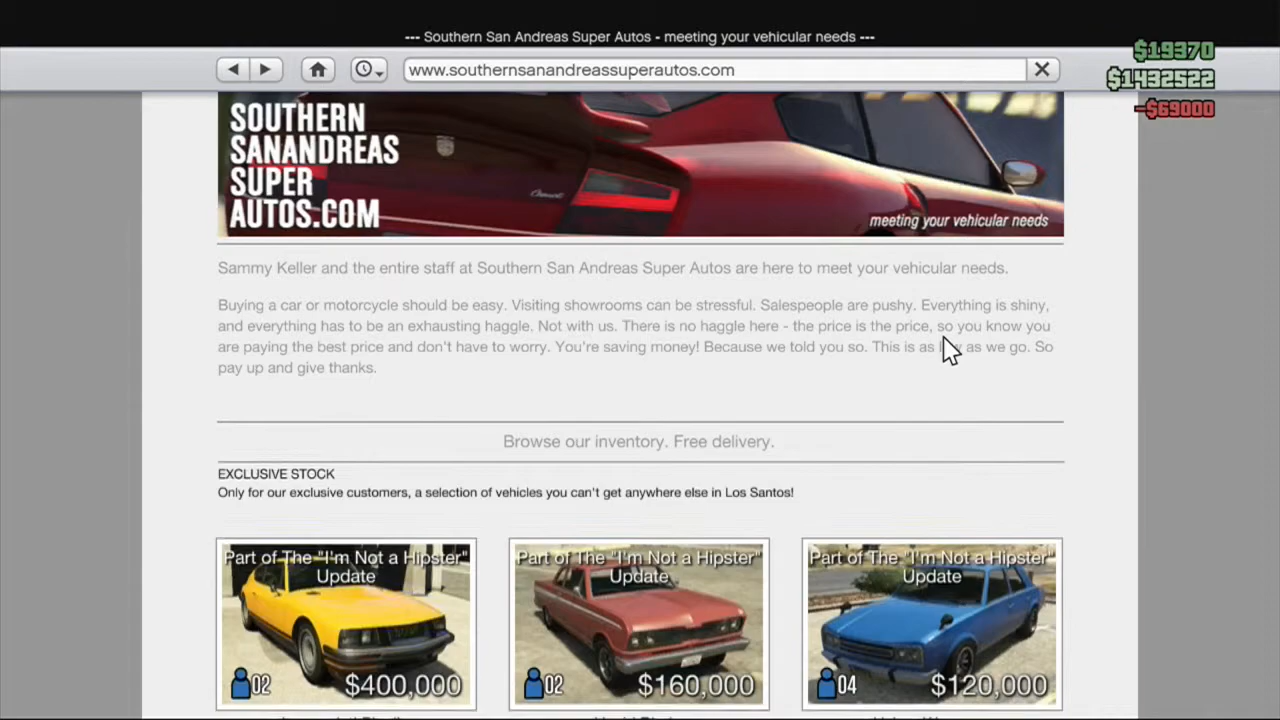 --- Southern San Andreas Super Autos - meeting your vehicular needs ---
www.southernsanandreassuperautos.com
$19370
$1432522
-$69000
SOUTHERN
SANANDREAS
SUPER
AUTOS.COM
meeting your vehicular needs
Sammy Keller and the entire staff at Southern San Andreas Super Autos are here to meet your vehicular needs.
Buying a car or motorcycle should be easy. Visiting showrooms can be stressful. Salespeople are pushy. Everything is shiny,
and everything has to be an exhausting haggle. Not with us. There is no haggle here - the price is the price, so you know you
are paying the best price and don't have to worry. You're saving money! Because we told you so. This is as low as we go. So
pay up and give thanks.
Browse our inventory. Free delivery.
EXCLUSIVE STOCK
Only for our exclusive customers, a selection of vehicles you can't get anywhere else in Los Santos!
Part of The "I'm Not a Hipster"
Update
02 $400,000
Part of The "I'm Not a Hipster"
Update
02 $160,000
Part of The "I'm Not a Hipster"
Update
04 $120,000